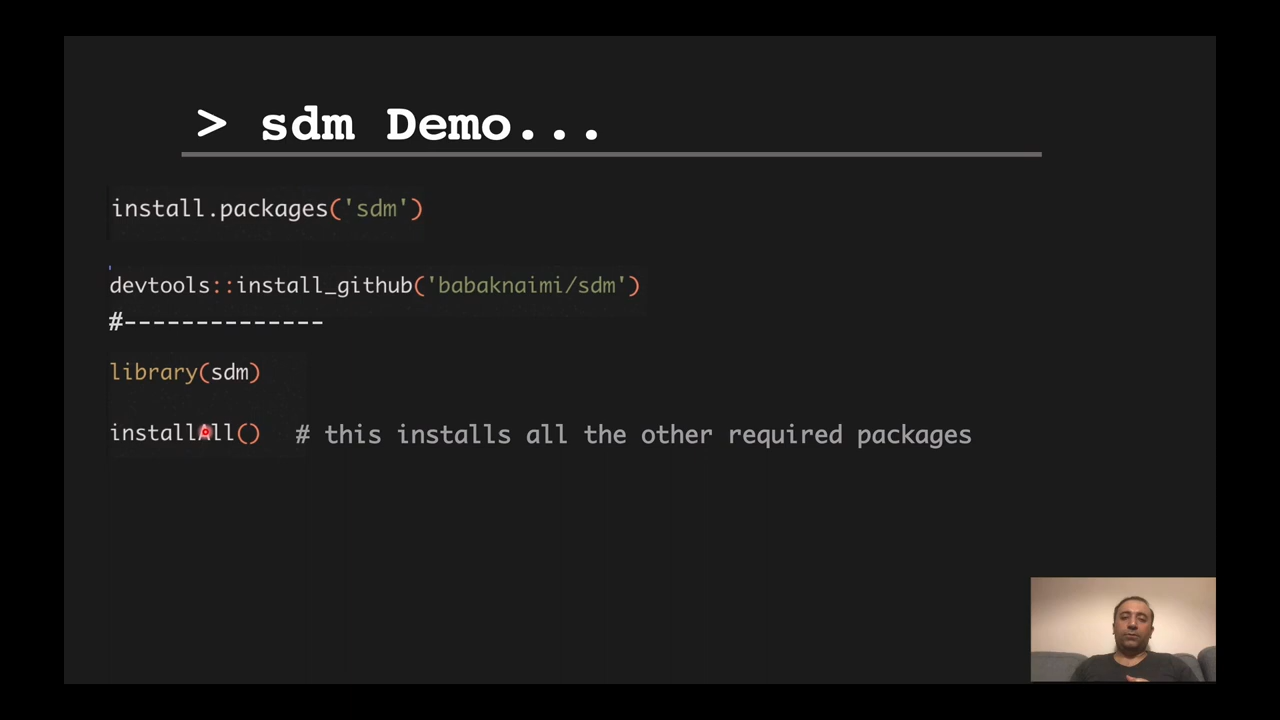 > sdm Demo...
install.packages('sdm')
devtools::install_github('babaknaimi/sdm')
#--------------
library(sdm)
installAll() # this installs all the other required packages